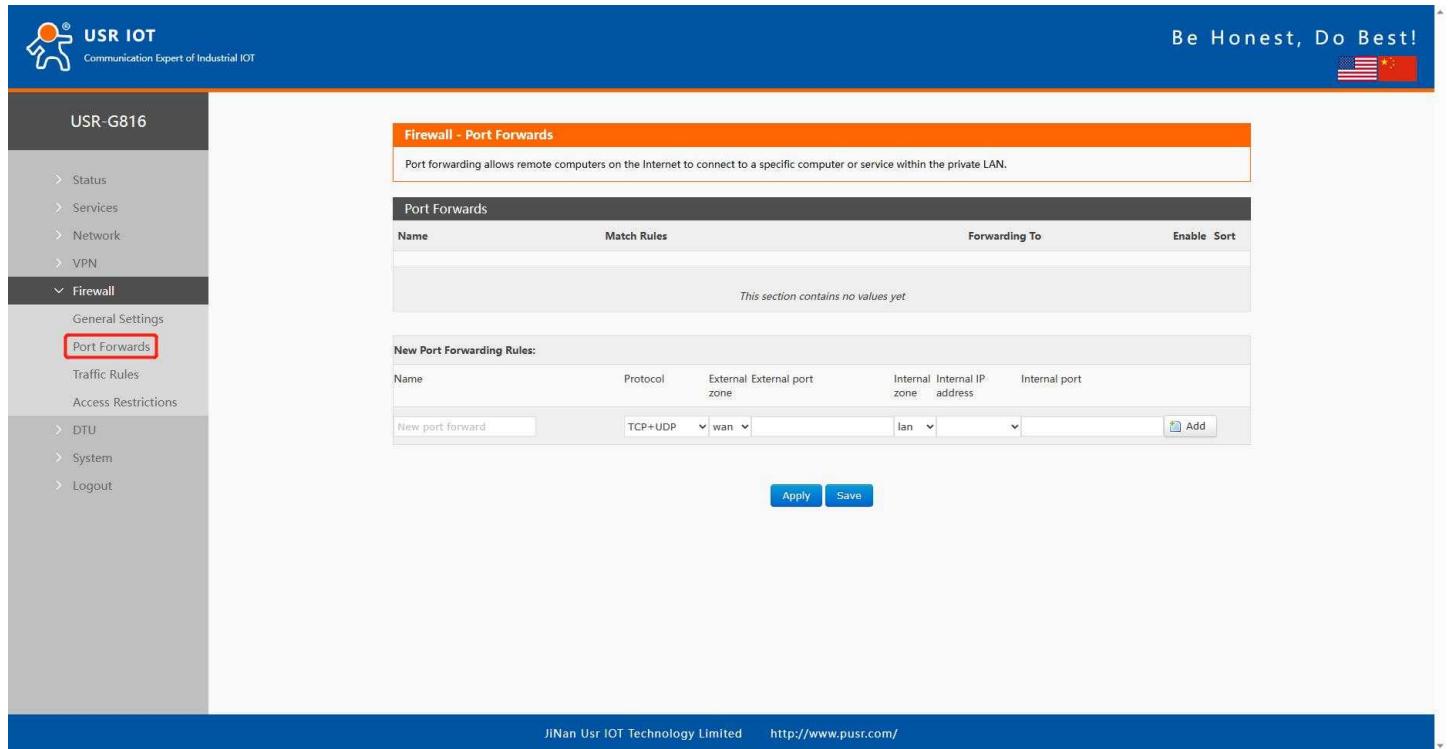 USR IOT
Communication Expert of Industrial IOT
Be Honest, Do Best!
USR-G816
Status
Services
Network
VPN
Firewall
General Settings
Port Forwards
Traffic Rules
Access Restrictions
DTU
System
Logout
Firewall - Port Forwards
Port forwarding allows remote computers on the Internet to connect to a specific computer or service within the private LAN.
Port Forwards
Name Match Rules Forwarding To Enable Sort
This section contains no values yet
New Port Forwarding Rules:
Name Protocol External zone External port Internal zone Internal IP address Internal port
New port forward TCP+UDP wan lan Add
Apply Save
JiNan Usr IOT Technology Limited http://www.pusr.com/